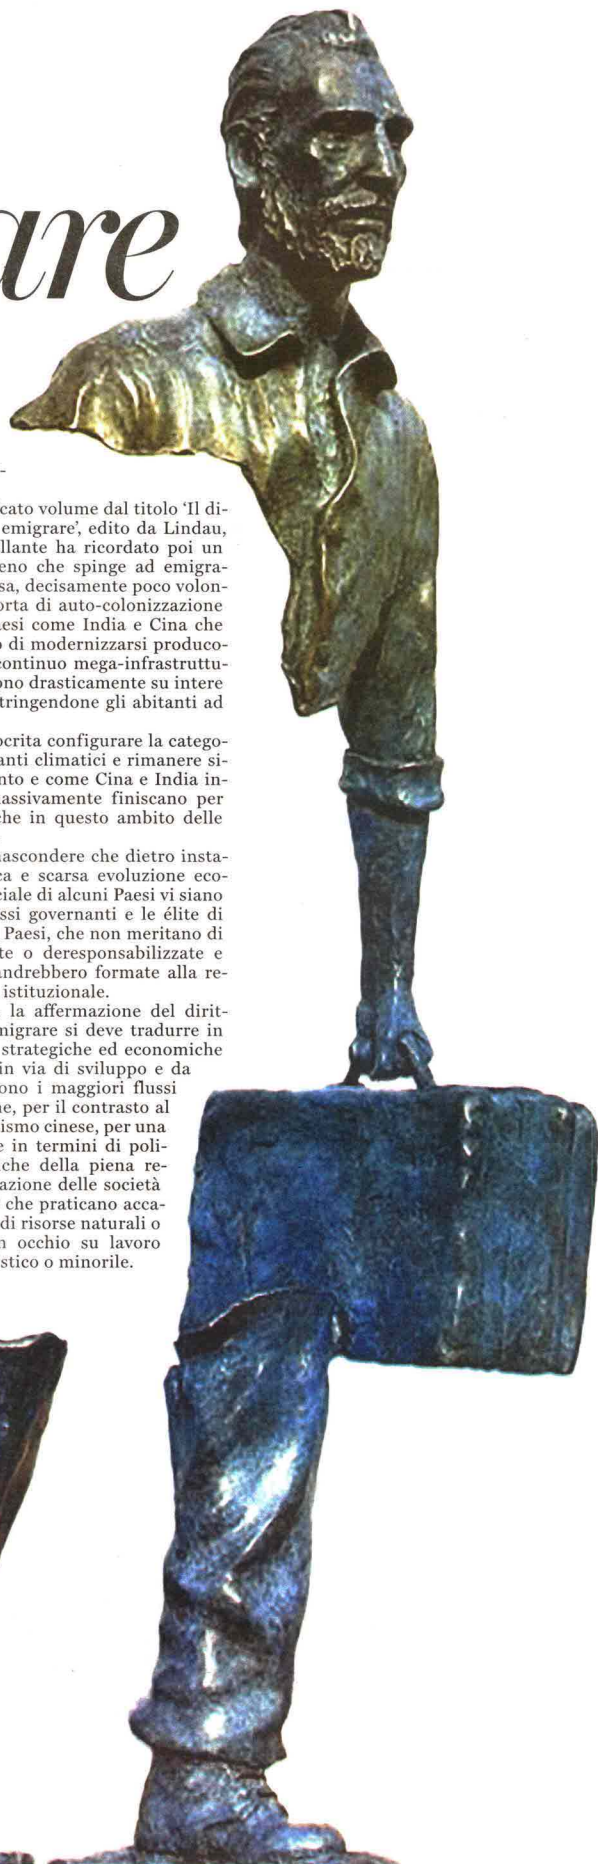 are
-
cato volume dal titolo ‘Il di-
emigrare’, edito da Lindau,
llante ha ricordato poi un
eno che spinge ad emigra-
sa, decisamente poco volon-
orta di auto-colonizzazione
esi come India e Cina che
o di modernizzarsi produco-
continuo mega-infrastruttu-
ono drasticamente su intere
tringendone gli abitanti ad
ocrita configurare la catego-
anti climatici e rimanere si-
nto e come Cina e India in-
assivamente finiscano per
che in questo ambito delle
nascondere che dietro insta-
ca e scarsa evoluzione eco-
ciale di alcuni Paesi vi siano
ssi governanti e le élite di
Paesi, che non meritano di
te o deresponsabilizzate e
andrebbero formate alla re-
istituzionale.
la affermazione del dirit-
migrare si deve tradurre in
strategiche ed economiche
in via di sviluppo e da
ono i maggiori flussi
ne, per il contrasto al
ismo cinese, per una
e in termini di poli-
che della piena re-
azione delle società
che praticano acca-
di risorse naturali o
n occhio su lavoro
stico o minorile.